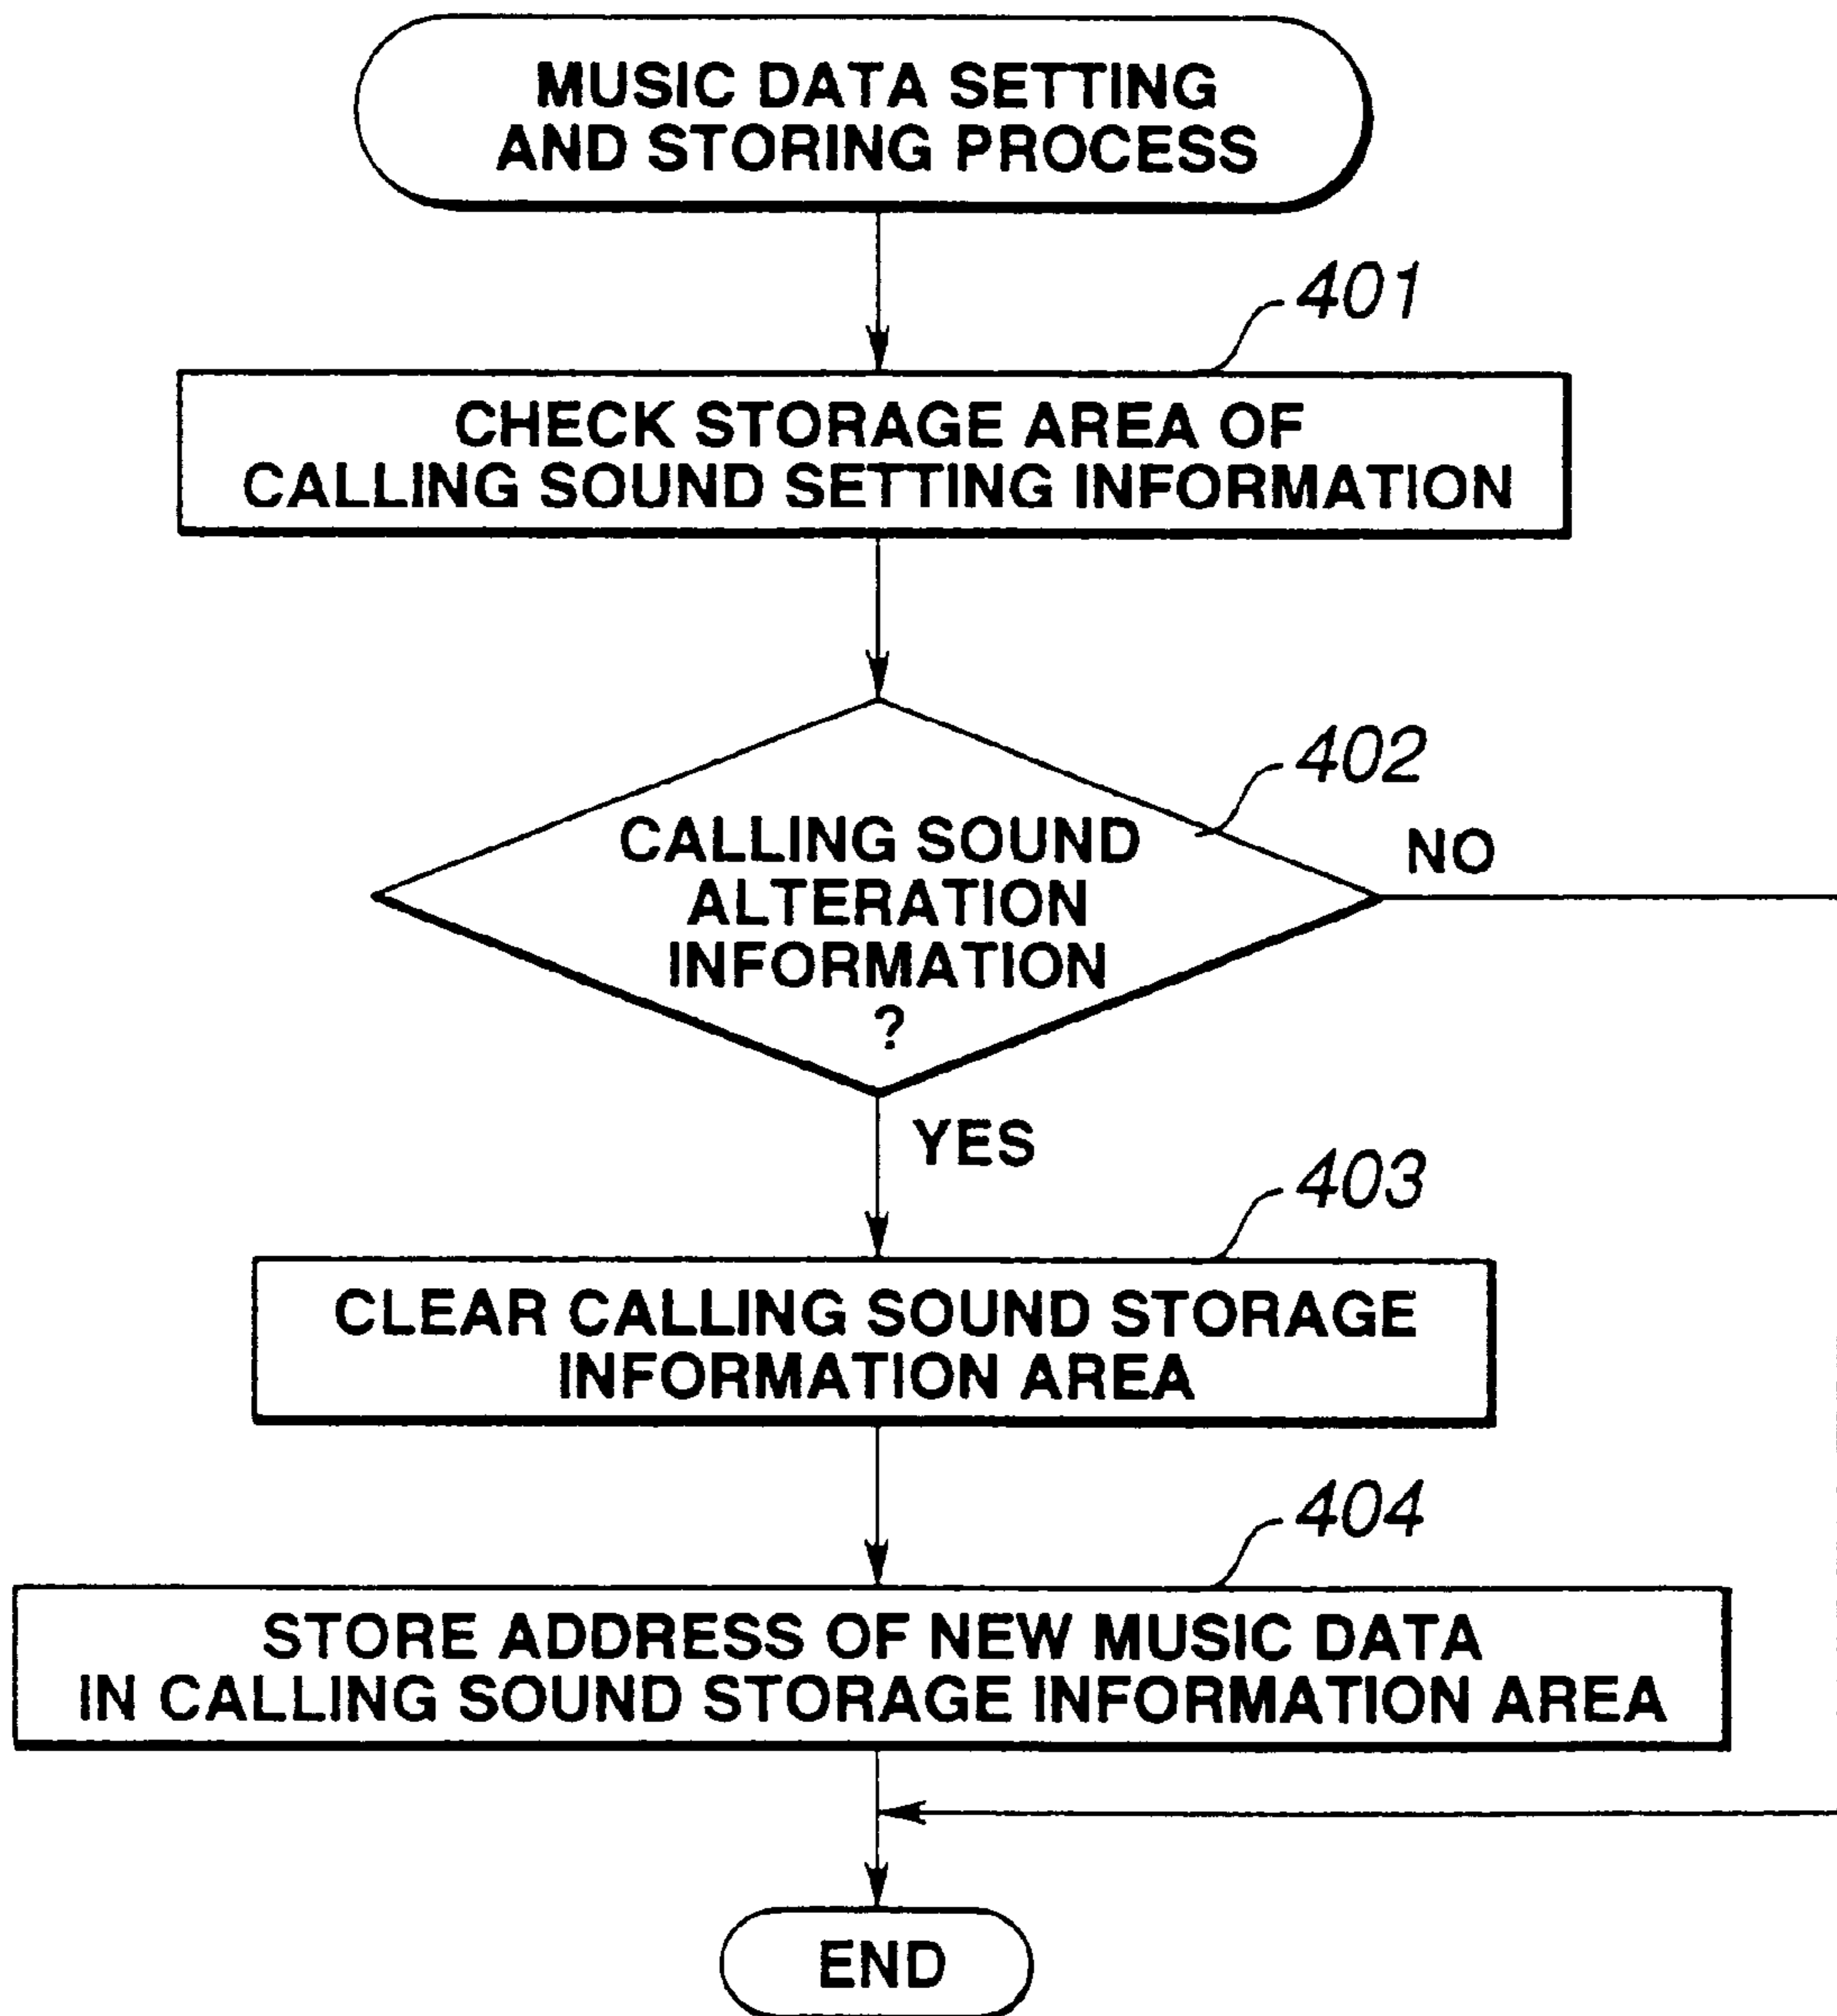 MUSIC DATA SETTING
AND STORING PROCESS
401
CHECK STORAGE AREA OF
CALLING SOUND SETTING INFORMATION
402
CALLING SOUND
ALTERATION
INFORMATION
?
NO
YES
403
CLEAR CALLING SOUND STORAGE
INFORMATION AREA
404
STORE ADDRESS OF NEW MUSIC DATA
IN CALLING SOUND STORAGE INFORMATION AREA
END